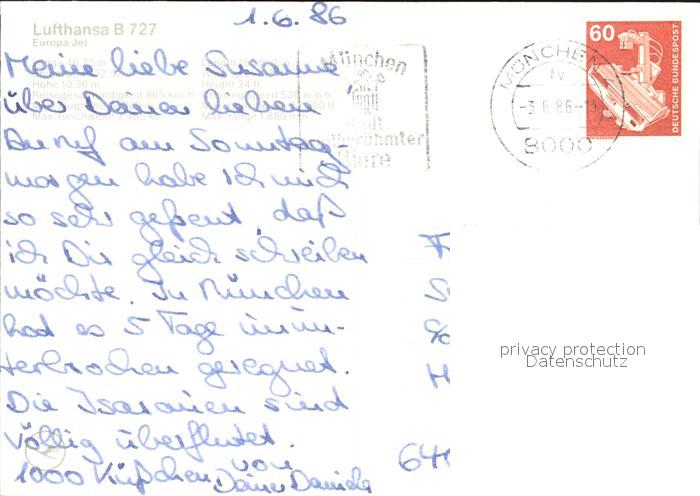 1.6.86
Lufthansa B 727
Europa Jet
Meine liebe Susanne
über Deinen lieben
Anruf am Sonntag-
morgen habe ich mich
so sehr gefreut, daß
ich Dir gleich schreiben
möchte. In München
hat es 5 Tage unun-
terbrochen geregnet.
Die Isarauen sind
völlig überflutet.
1000 Küßchen von
Deiner Daniela
München
MÜNCHEN
-3.6.86-
8000
60
DEUTSCHE BUNDESPOST
privacy protection
Datenschutz